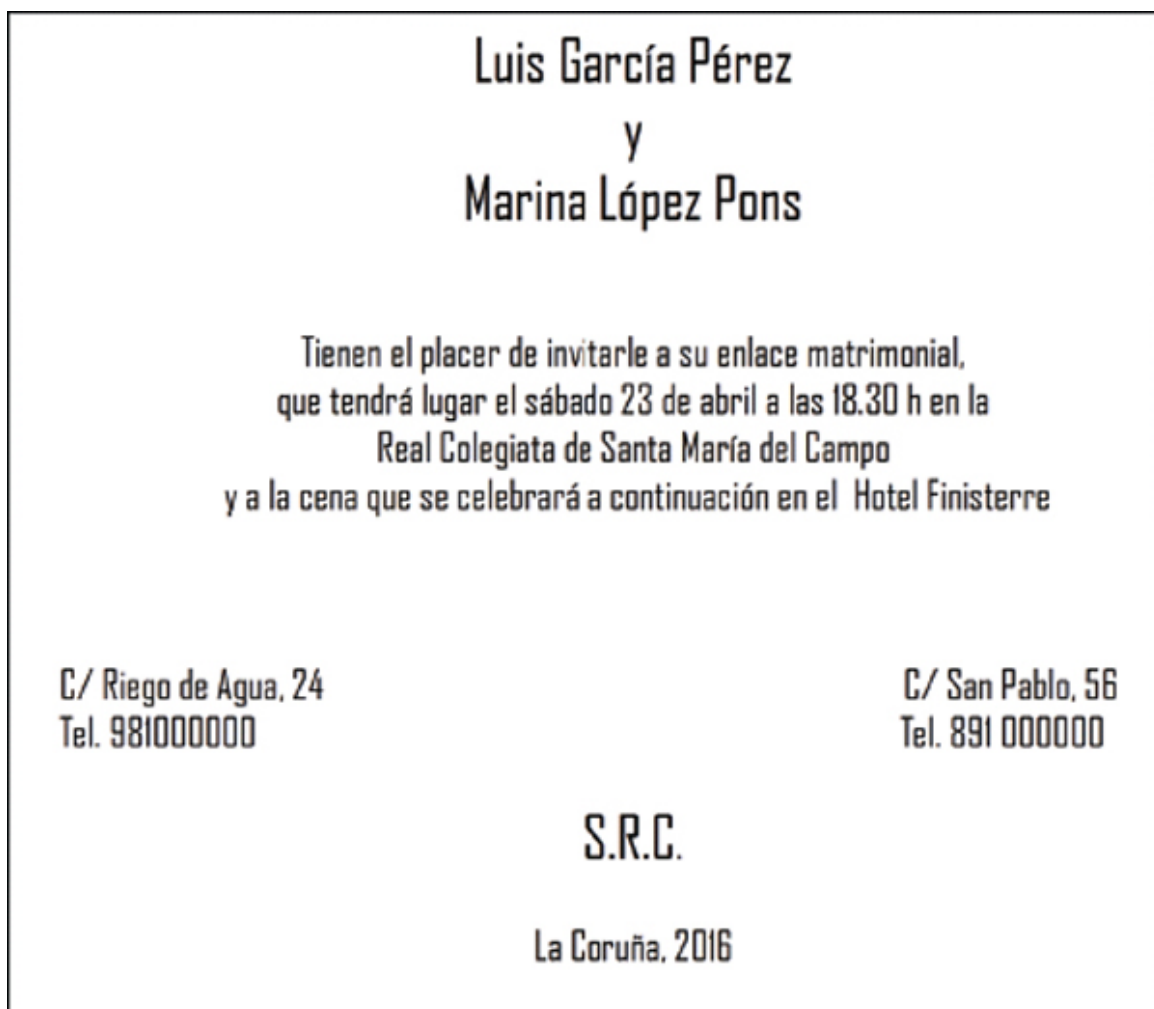 Luis García Pérez
y
Marina López Pons
Tienen el placer de invitarle a su enlace matrimonial,
que tendrá lugar el sábado 23 de abril a las 18.30 h en la
Real Colegiata de Santa María del Campo
y a la cena que se celebrará a continuación en el Hotel Finisterre
C/ Riego de Agua, 24
Tel. 981000000
C/ San Pablo, 56
Tel. 891 000000
S.R.C.
La Coruña, 2016